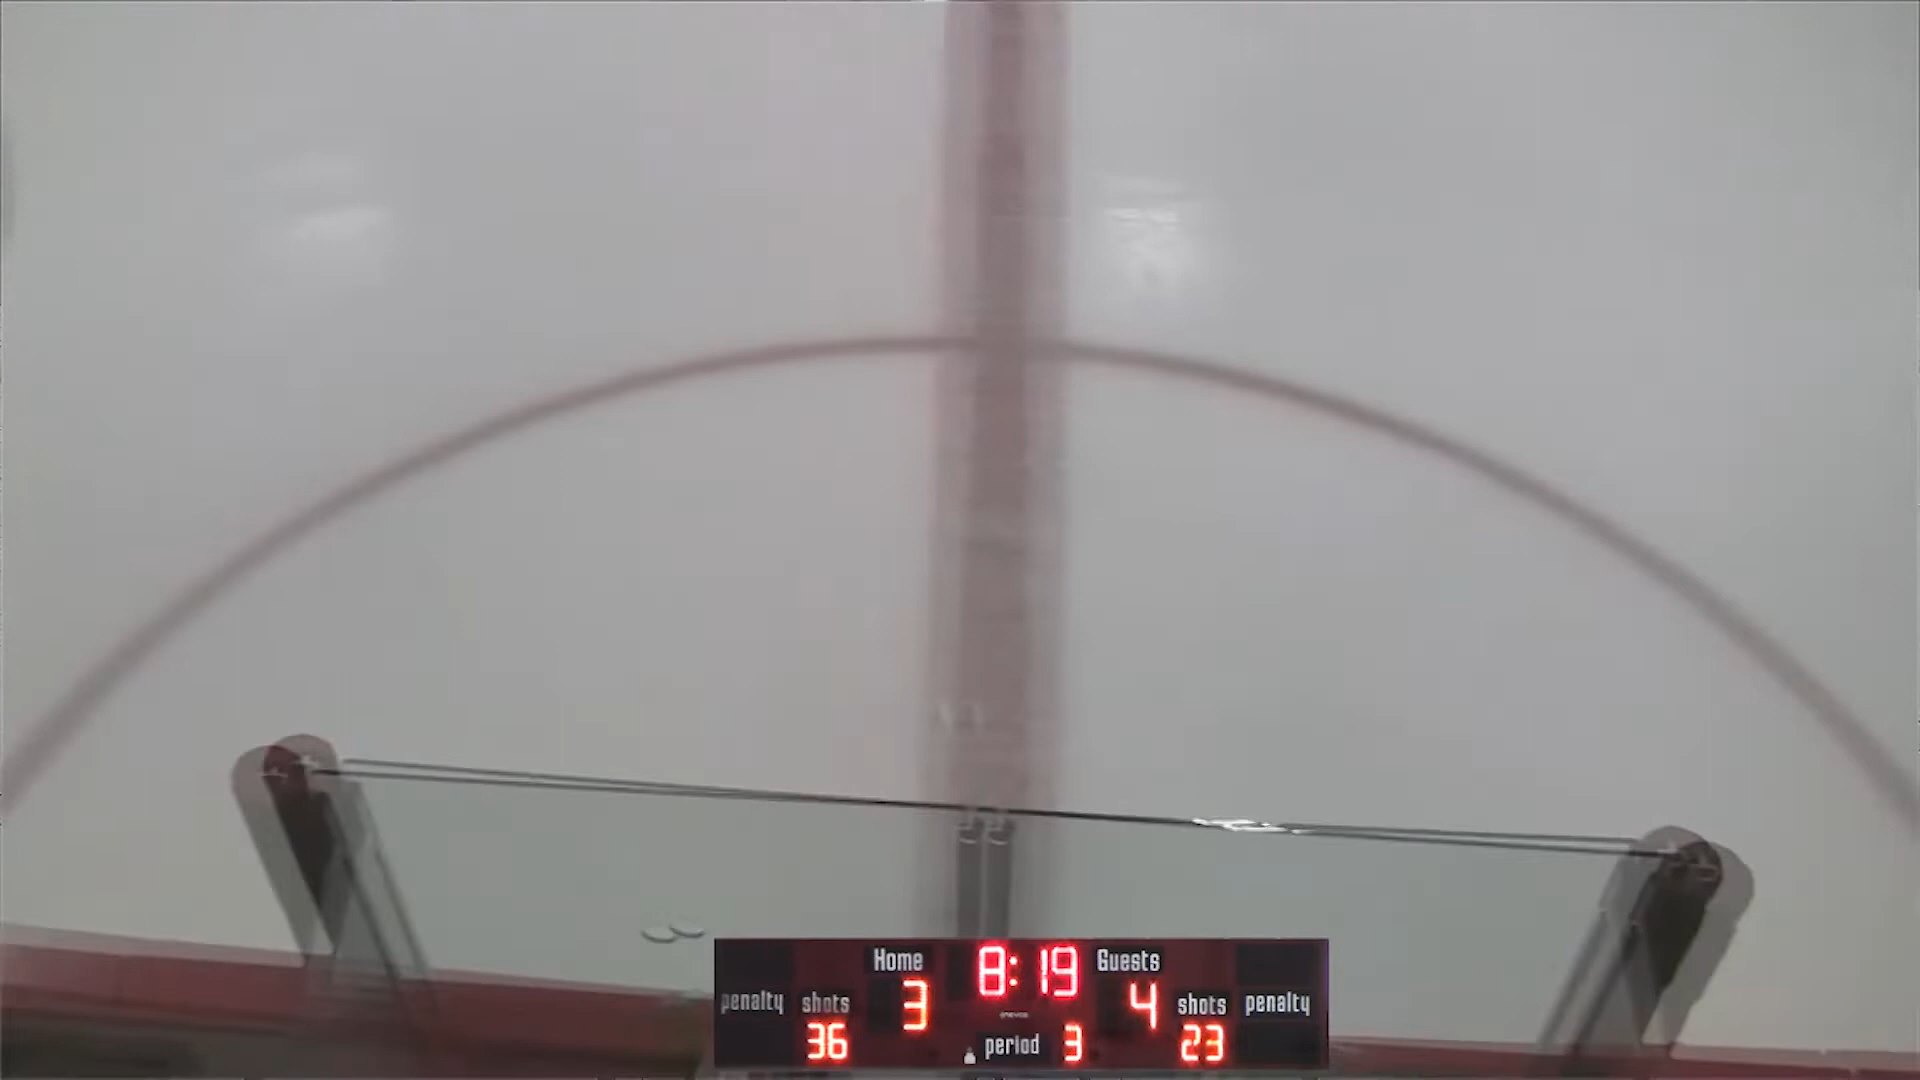 Home 8:19 Guests
penalty shots 3 4 shots penalty
36 period 3 23